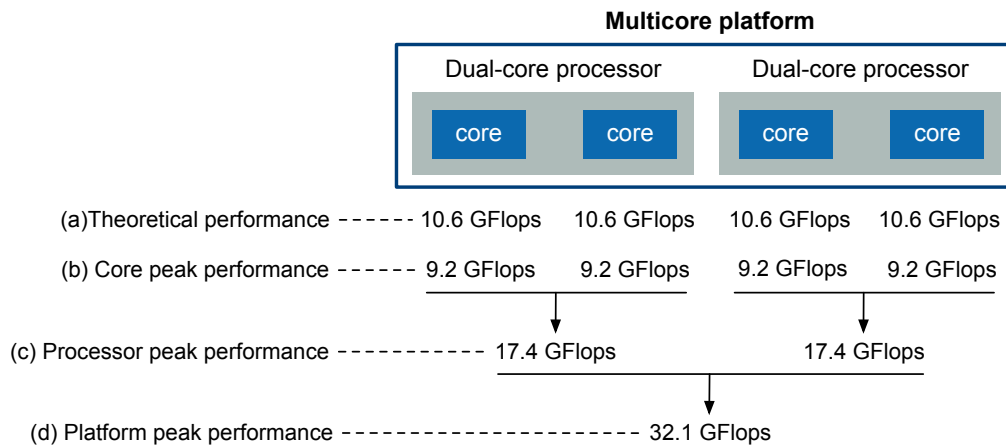 Multicore platform
Dual-core processor Dual-core processor
core core core core
(a)Theoretical performance 10.6 GFlops 10.6 GFlops 10.6 GFlops 10.6 GFlops
(b) Core peak performance 9.2 GFlops 9.2 GFlops 9.2 GFlops 9.2 GFlops
(c) Processor peak performance 17.4 GFlops 17.4 GFlops
(d) Platform peak performance 32.1 GFlops